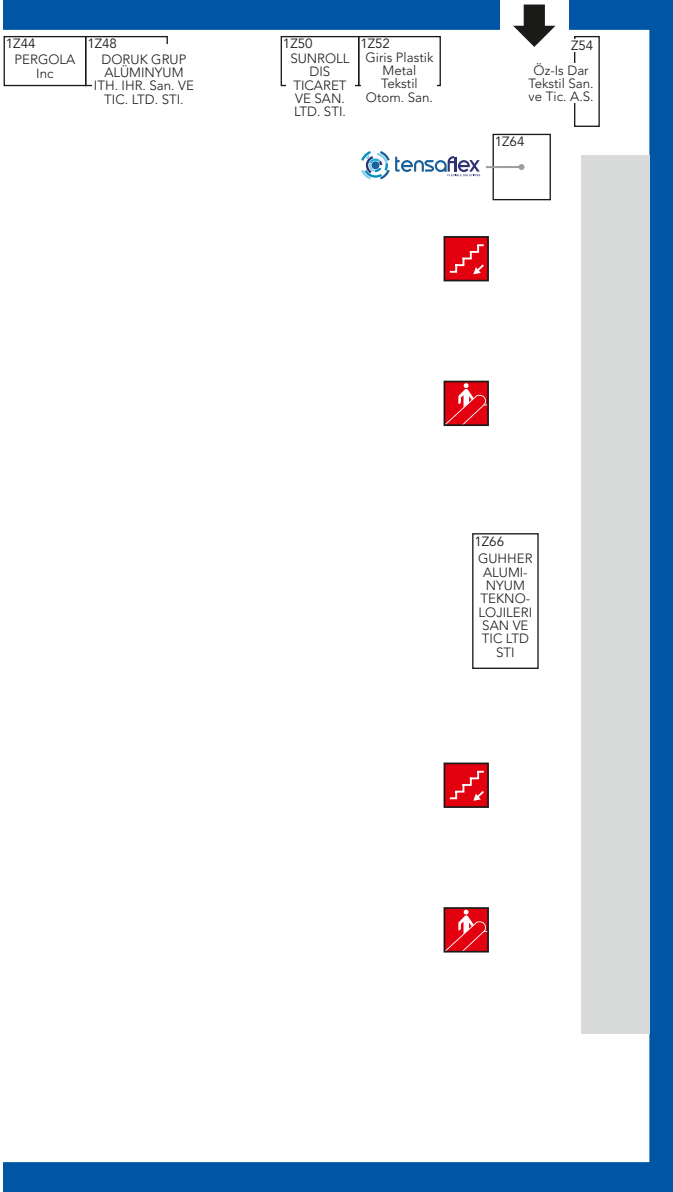 1Z44
PERGOLA
Inc
1Z48
DORUK GRUP
ALÜMINYUM
ITH. IHR. San. VE
TIC. LTD. STI.
1Z50
SUNROLL
DIS
TICARET
VE SAN.
LTD. STI.
1Z52
Giris Plastik
Metal
Tekstil
Otom. San.
Z54
Öz-Is Dar
Tekstil San.
ve Tic. A.S.
1Z64
tensaflex
1Z66
GUHHER
ALUMI-
NYUM
TEKNO-
LOJILERI
SAN VE
TIC LTD
STI